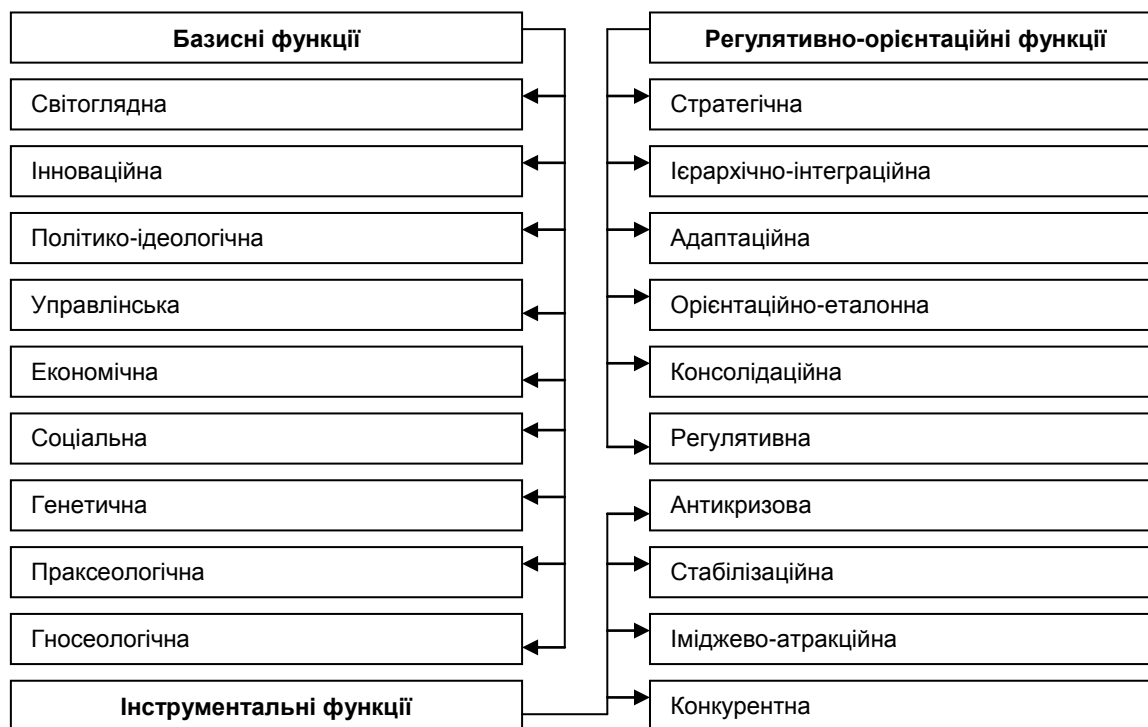 Базисні функції
Світоглядна
Інноваційна
Політико-ідеологічна
Управлінська
Економічна
Соціальна
Генетична
Праксеологічна
Гносеологічна
Інструментальні функції
Регулятивно-орієнтаційні функції
Стратегічна
Ієрархічно-інтеграційна
Адаптаційна
Орієнтаційно-еталонна
Консолідаційна
Регулятивна
Антикризова
Стабілізаційна
Іміджево-атракційна
Конкурентна